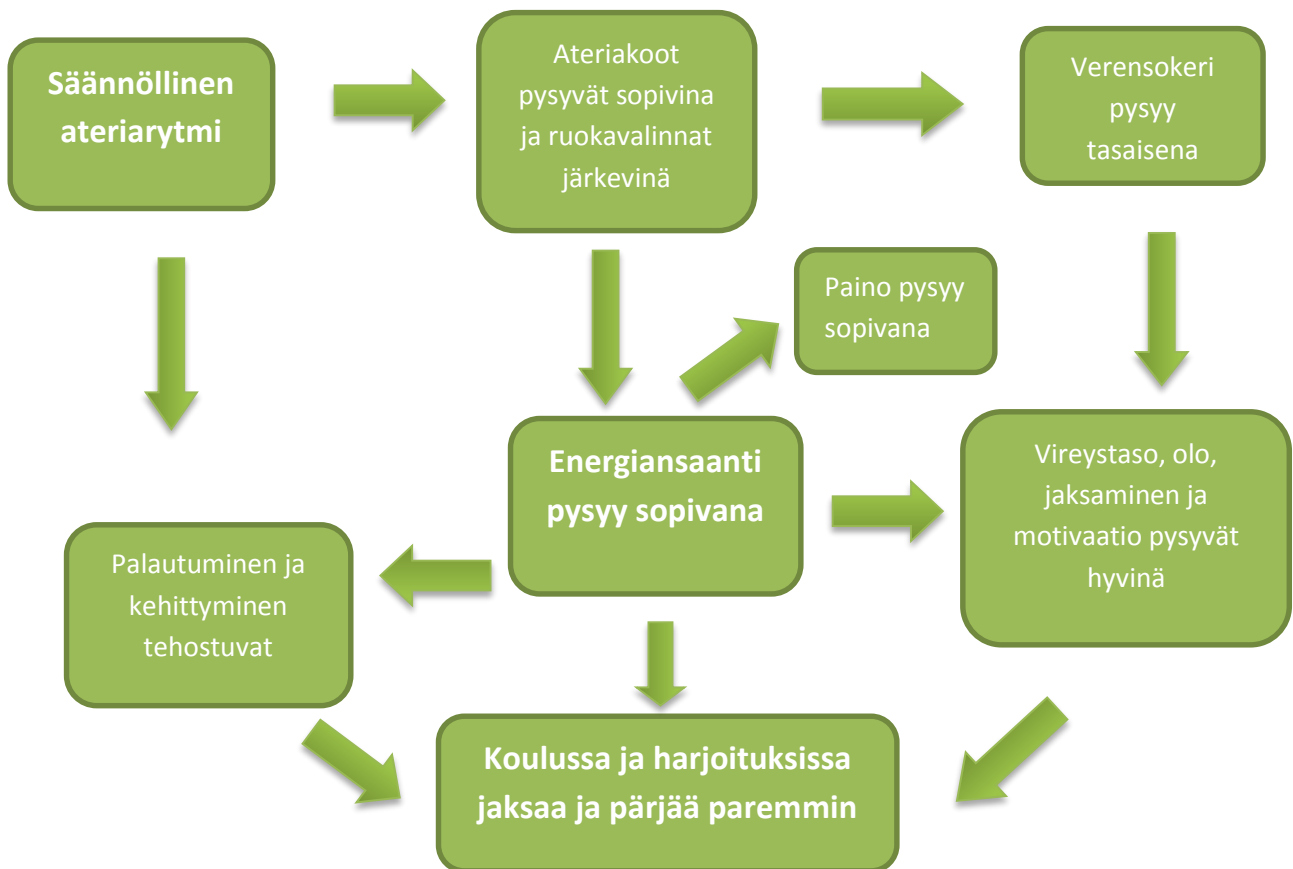 Säännöllinen
ateriarytmi
Ateriakoot
pysyvät sopivina
ja ruokavalinnat
järkevinä
Verensokeri
pysyy
tasaisena
Paino pysyy
sopivana
Energiansaanti
pysyy sopivana
Vireystaso, olo,
jaksaminen ja
motivaatio pysyvät
hyvinä
Palautuminen ja
kehittyminen
tehostuvat
Koulussa ja harjoituksissa
jaksaa ja pärjää paremmin